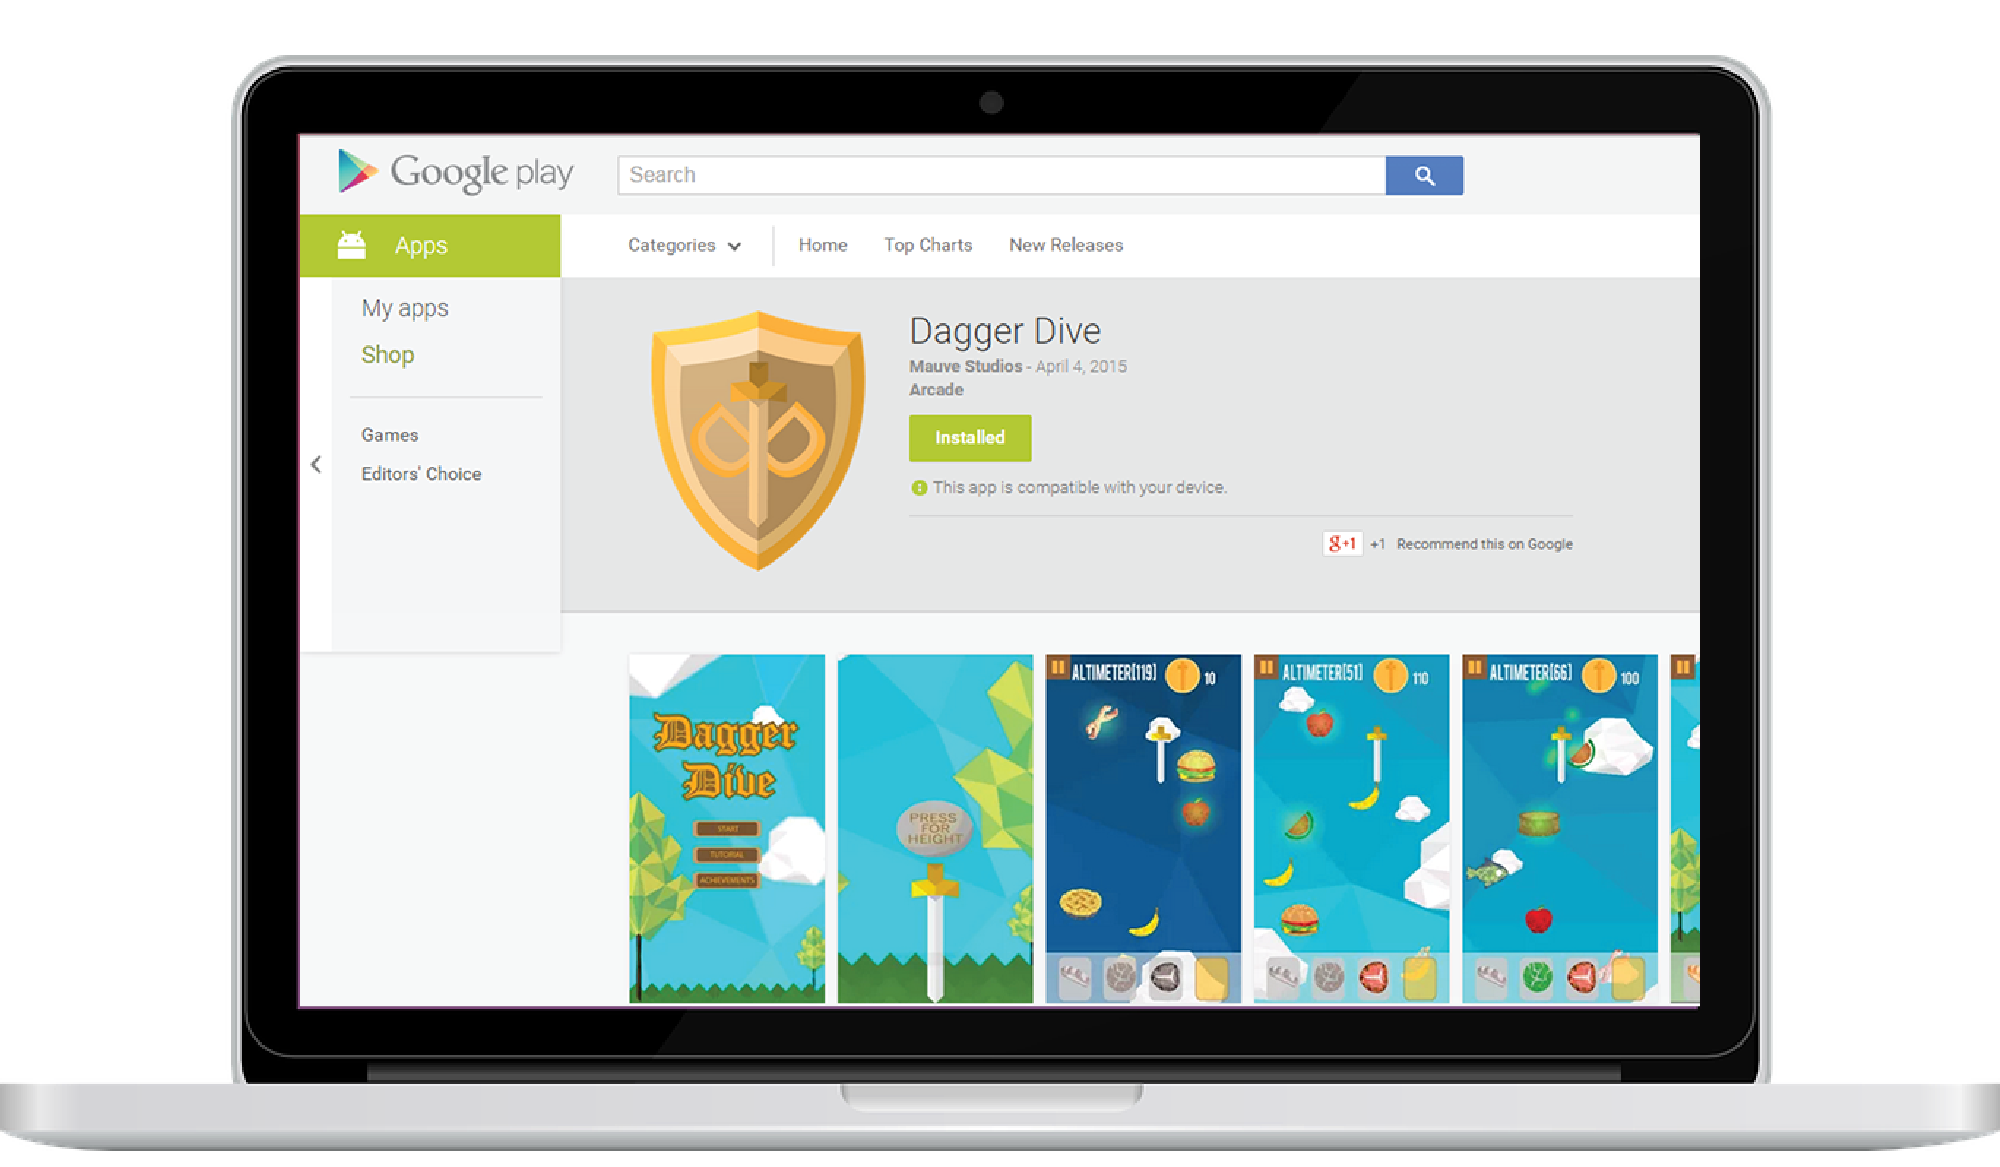 Google play
Search
Apps
Categories
Home
Top Charts
New Releases
My apps
Shop
Games
Editors' Choice
Dagger Dive
Mauve Studios - April 4, 2015
Arcade
Installed
This app is compatible with your device.
g+1
+1
Recommend this on Google
Dagger
Dive
START
TUTORIAL
ACHIEVEMENTS
PRESS
FOR
HEIGHT
ALTIMETER[119]
10
ALTIMETER[51]
110
ALTIMETER[66]
100